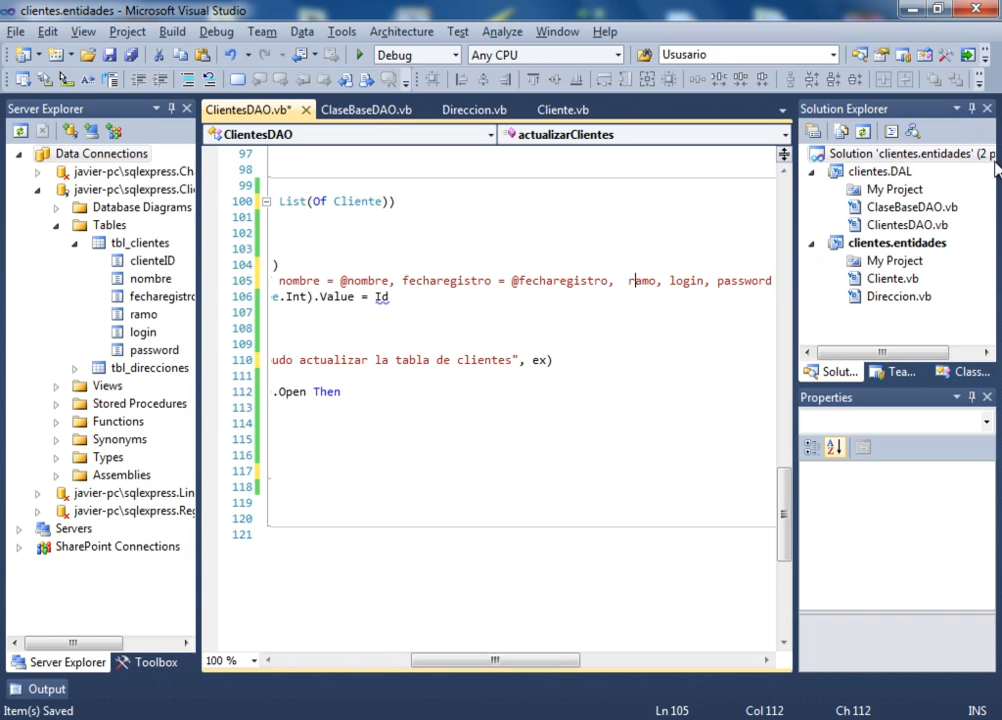 clientes.entidades - Microsoft Visual Studio
File Edit View Project Build Debug Team Data Tools Architecture Test Analyze Window Help
Debug Any CPU Ususario
Server Explorer
Data Connections
javier-pc\sqlexpress.Ch
javier-pc\sqlexpress.Cli
Database Diagrams
Tables
tbl_clientes
clienteID
nombre
fecharegistro
ramo
login
password
tbl_direcciones
Views
Stored Procedures
Functions
Synonyms
Types
Assemblies
javier-pc\sqlexpress.Lin
javier-pc\sqlexpress.Reg
Servers
SharePoint Connections
Server Explorer Toolbox
ClientesDAO.vb* ClaseBaseDAO.vb Direccion.vb Cliente.vb
ClientesDAO actualizarClientes
97
98
99
100 List(Of Cliente))
101
102
103
104 )
105 nombre = @nombre, fecharegistro = @fecharegistro, ramo, login, password
106 e.Int).Value = Id
107
108
109
110 udo actualizar la tabla de clientes", ex)
111
112 .Open Then
113
114
115
116
117
118
119
120
121
100 %
Solution Explorer
Solution 'clientes.entidades' (2 p
clientes.DAL
My Project
ClaseBaseDAO.vb
ClientesDAO.vb
clientes.entidades
My Project
Cliente.vb
Direccion.vb
Solut... Tea... Class...
Properties
Output
Item(s) Saved Ln 105 Col 112 Ch 112 INS